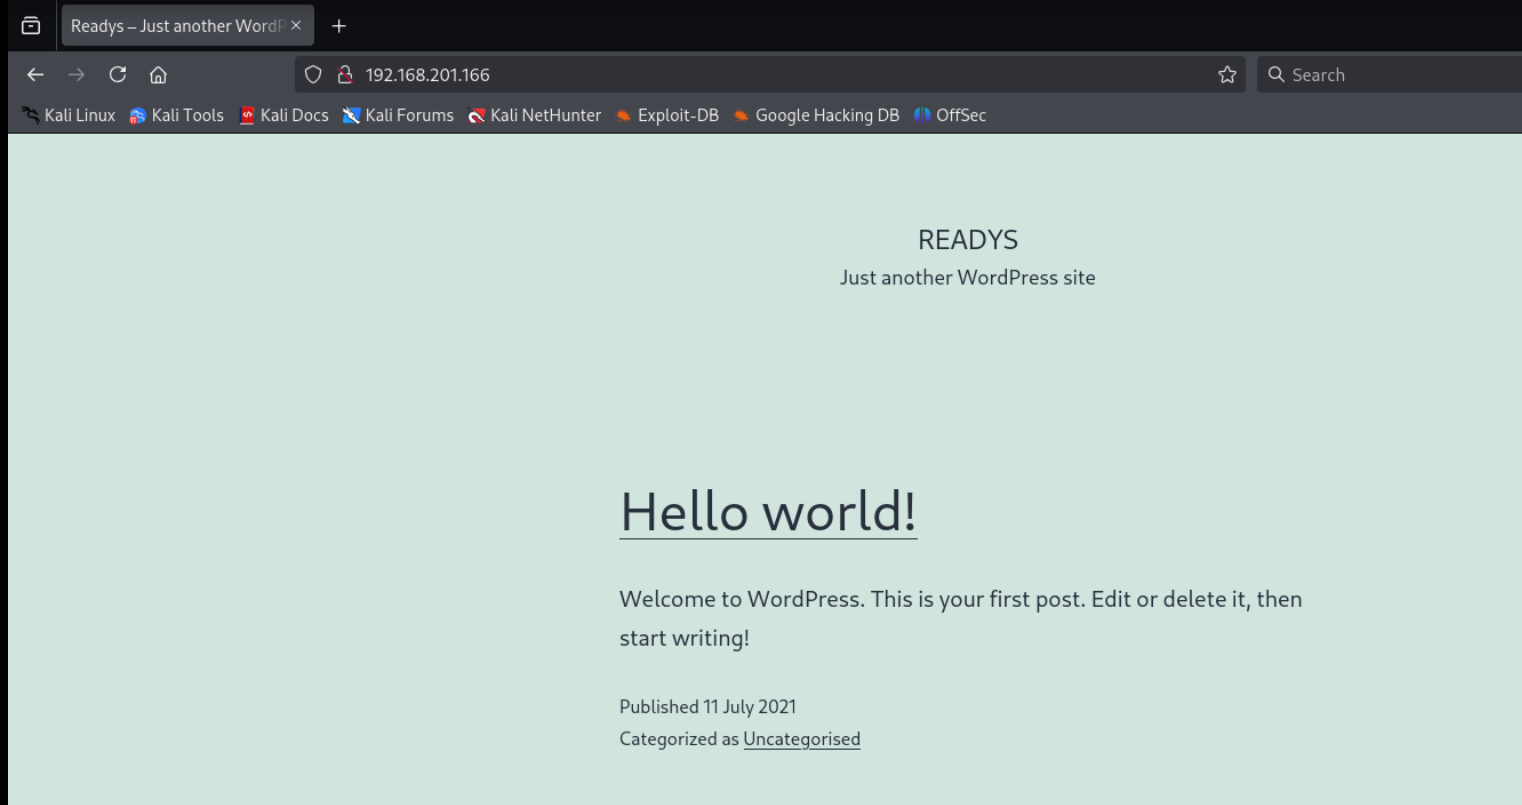 Readys – Just another WordP
192.168.201.166
Search
Kali Linux Kali Tools Kali Docs Kali Forums Kali NetHunter Exploit-DB Google Hacking DB OffSec
READYS
Just another WordPress site
Hello world!
Welcome to WordPress. This is your first post. Edit or delete it, then
start writing!
Published 11 July 2021
Categorized as Uncategorised